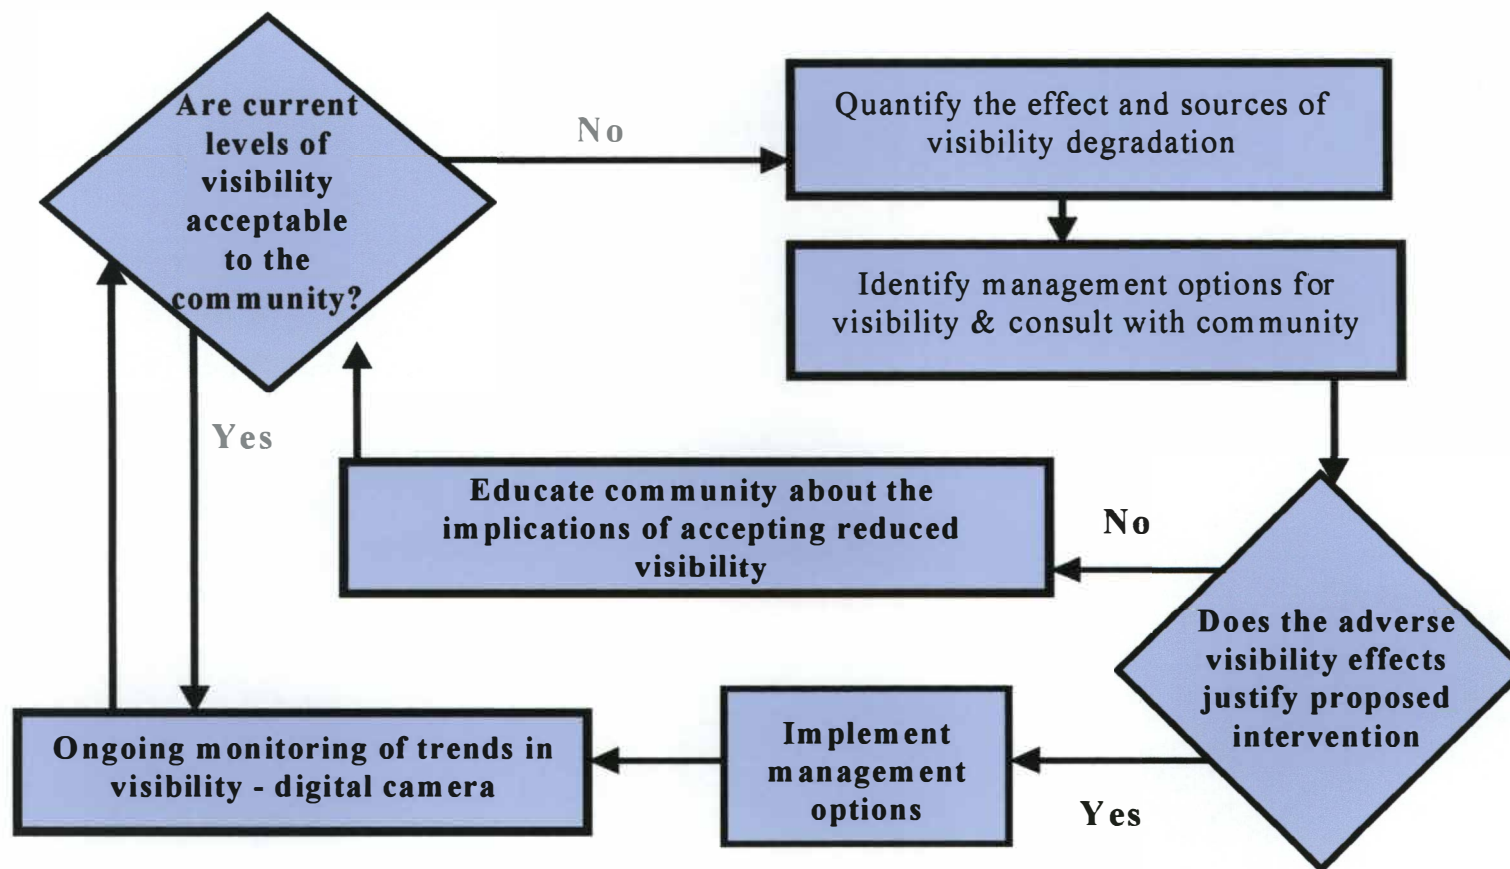 Are current
levels of
visibility
acceptable
to the
community?
No
Quantify the effect and sources of
visibility degradation
Identify management options for
visibility & consult with community
Yes
Educate community about the
implications of accepting reduced
visibility
No
Does the adverse
visibility effects
justify proposed
intervention
Yes
Implement
management
options
Ongoing monitoring of trends in
visibility - digital camera